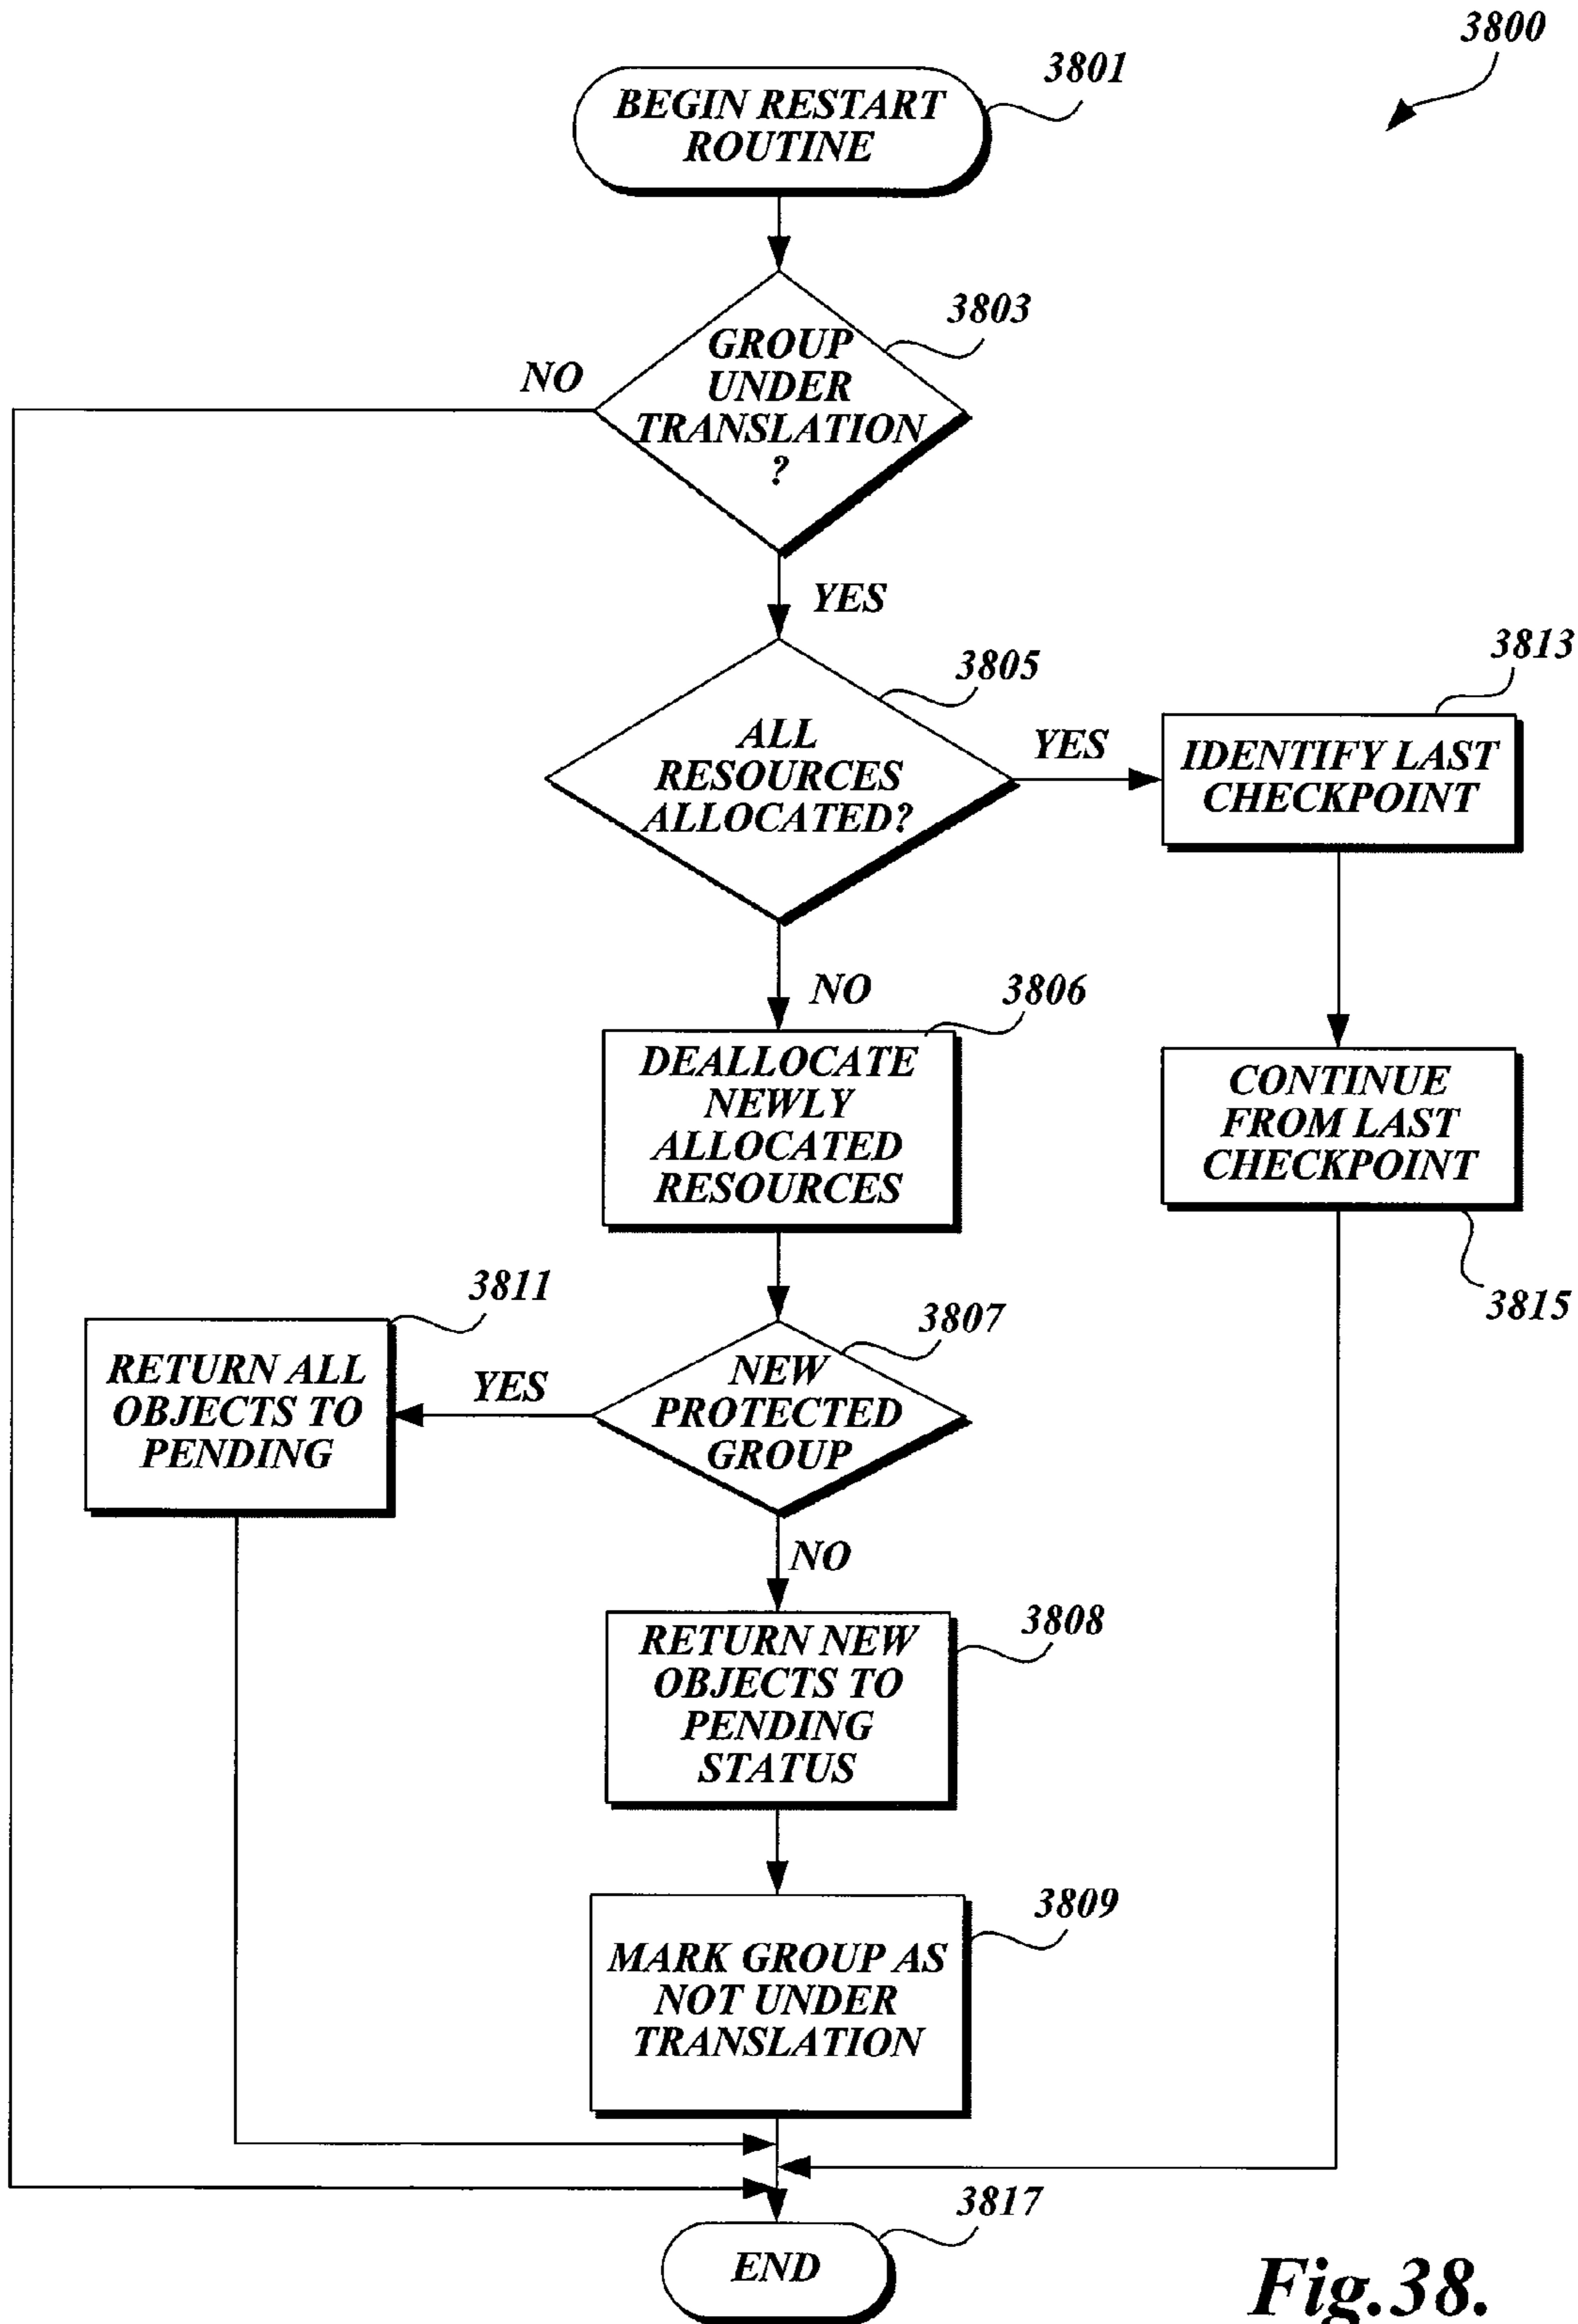 3800
3801
BEGIN RESTART
ROUTINE
3803
GROUP
UNDER
TRANSLATION
?
NO
YES
3805
ALL
RESOURCES
ALLOCATED?
YES
3813
IDENTIFY LAST
CHECKPOINT
NO
3806
DEALLOCATE
NEWLY
ALLOCATED
RESOURCES
CONTINUE
FROM LAST
CHECKPOINT
3815
3811
RETURN ALL
OBJECTS TO
PENDING
YES
3807
NEW
PROTECTED
GROUP
NO
3808
RETURN NEW
OBJECTS TO
PENDING
STATUS
3809
MARK GROUP AS
NOT UNDER
TRANSLATION
3817
END
Fig.38.